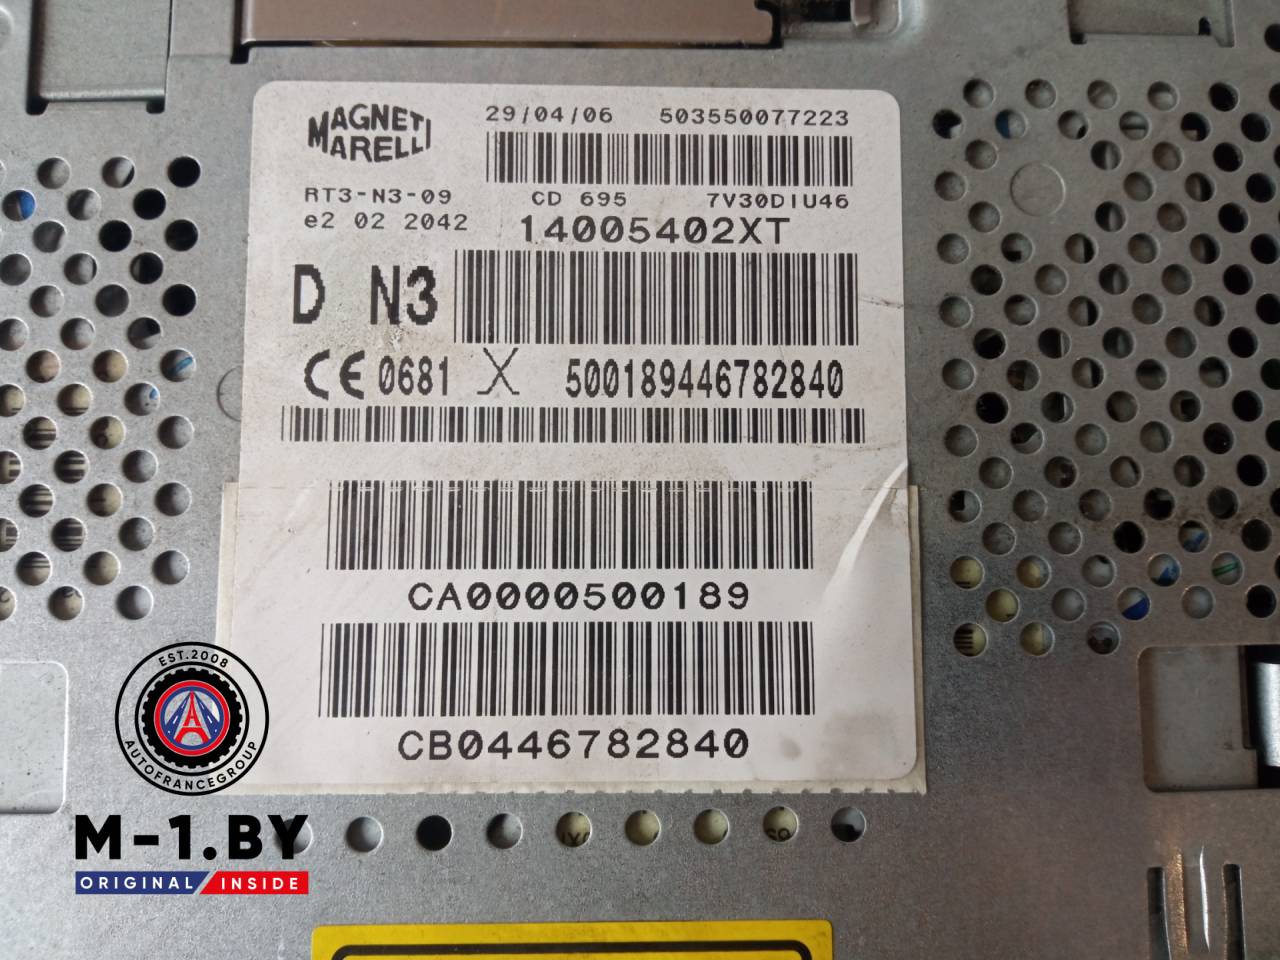 MAGNETI
MARELLI
29/04/06 503550077223
RT3-N3-09 CD 695 7V30DIU46
e2 02 2042 14005402XT
D N3
CE 0681 X 500189446782840
CA0000500189
CB0446782840
EST.2008
AUTOFRANCEGROUP
M-1.BY
ORIGINAL INSIDE